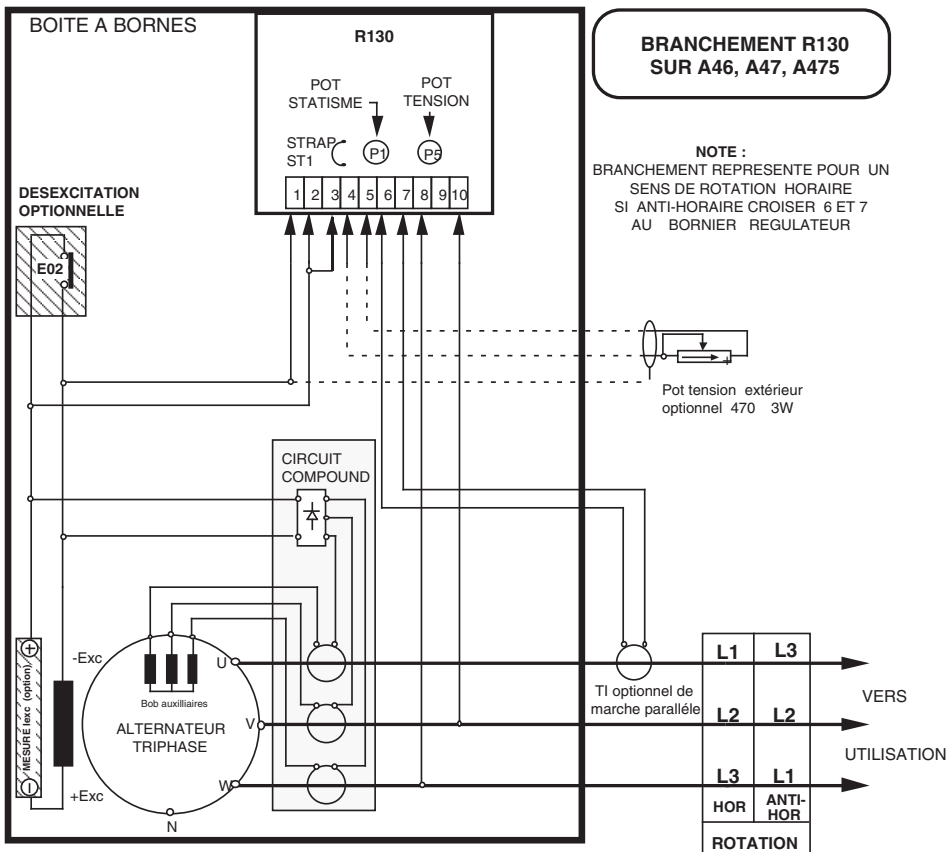 BOITE A BORNES
R130
BRANCHEMENT R130
SUR A46, A47, A475
POT
STATISME
POT
TENSION
STRAP
ST1
P1
P5
NOTE :
BRANCHEMENT REPRESENTE POUR UN
SENS DE ROTATION HORAIRE
SI ANTI-HORAIRE CROISER 6 ET 7
AU BORNIER REGULATEUR
1 2 3 4 5 6 7 8 9 10
DESEXCITATION
OPTIONNELLE
E02
+
Pot tension extérieur
optionnel 470 3W
CIRCUIT
COMPOUND
+
MESURE Iexc (option)
-
-Exc
+Exc
Bob auxilliaires
ALTERNATEUR
TRIPHASE
U
V
W
N
TI optionnel de
marche paralléle
L1 L3
L2 L2
L3 L1
HOR ANTI-
HOR
ROTATION
VERS
UTILISATION